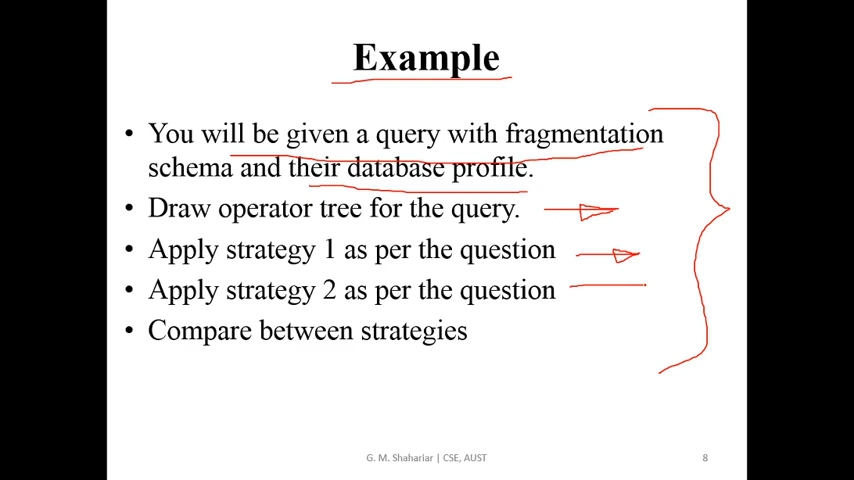 Example
• You will be given a query with fragmentation
schema and their database profile.
• Draw operator tree for the query.
• Apply strategy 1 as per the question
• Apply strategy 2 as per the question
• Compare between strategies
G. M. Shahariar | CSE, AUST
8